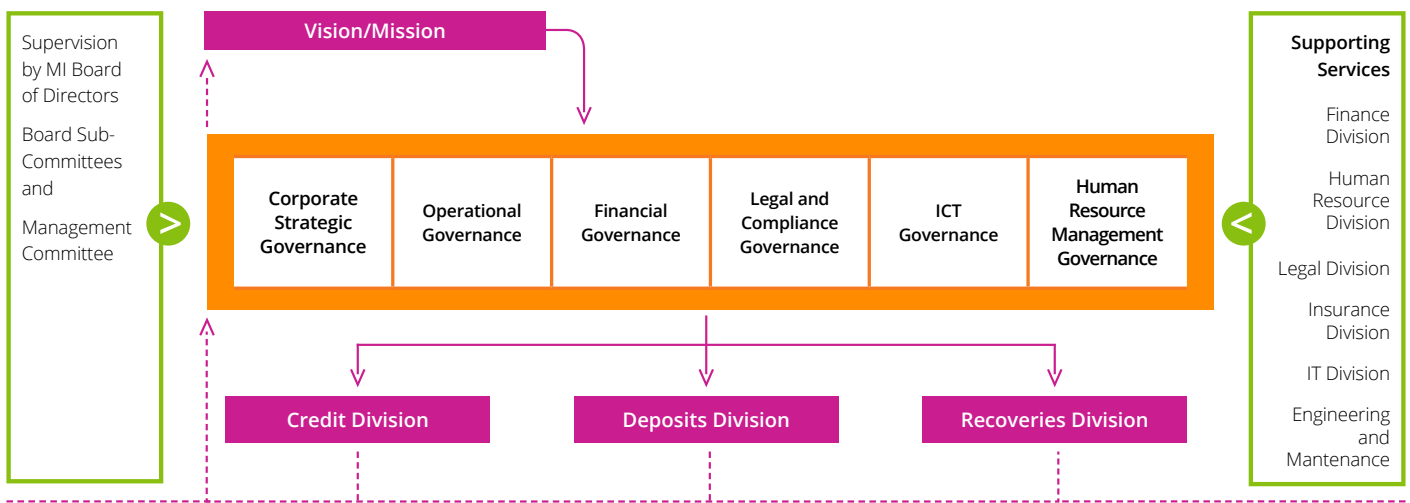 Supervision
by MI Board
of Directors
Board Sub-
Committees
and
Management
Committee
>
Vision/Mission
Corporate
Strategic
Governance
Operational
Governance
Financial
Governance
Legal and
Compliance
Governance
ICT
Governance
Human
Resource
Management
Governance
Credit Division
Deposits Division
Recoveries Division
<
Supporting
Services
Finance
Division
Human
Resource
Division
Legal Division
Insurance
Division
IT Division
Engineering
and
Mantenance